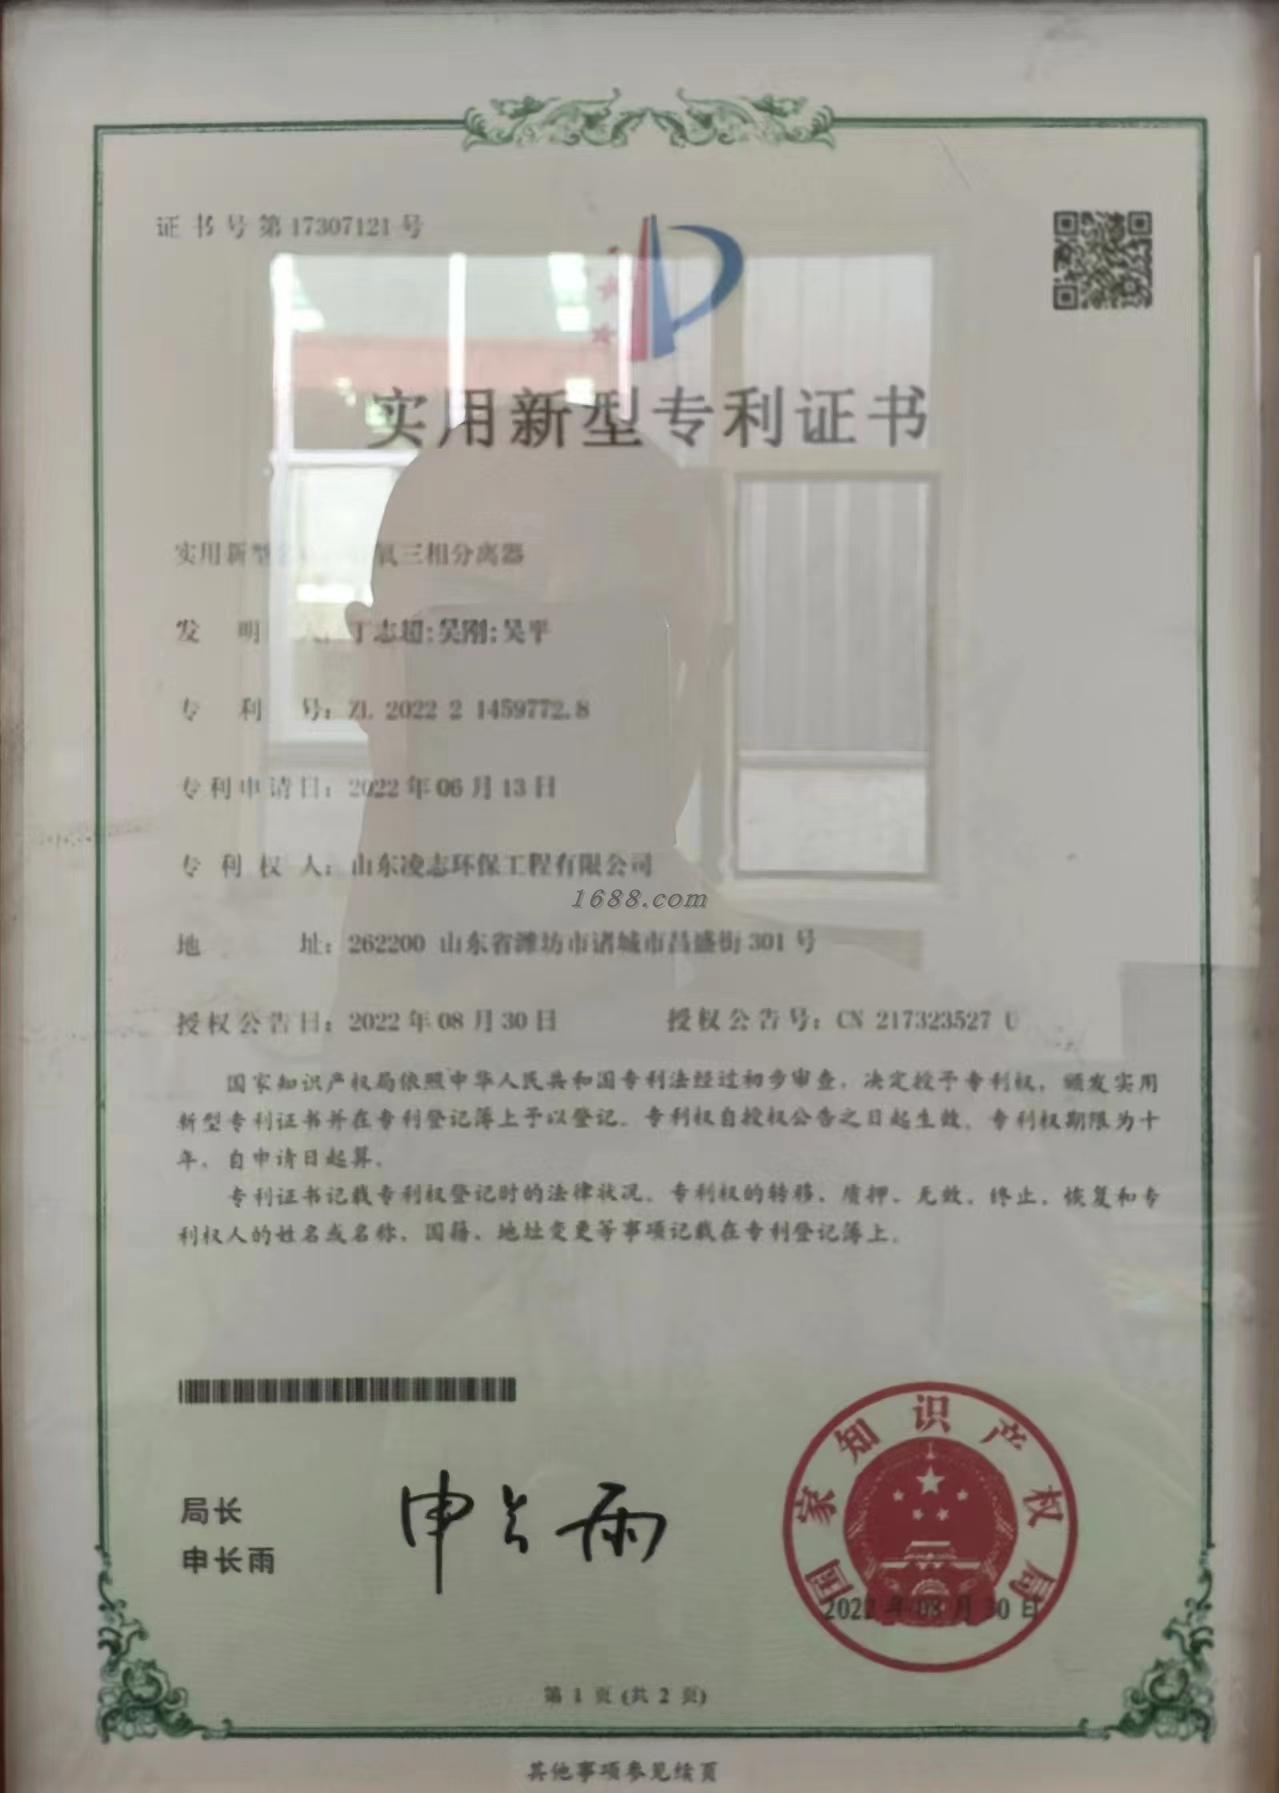 证书号第17307121号
实用新型专利证书
实用新型 氧三相分离器
发明人：丁志超;吴刚;吴平
专利号：ZL 2022 2 1459772.8
专利申请日：2022年06月13日
专利权人：山东凌志环保工程有限公司
1688.com
地址：262200 山东省潍坊市诸城市昌盛街301号
授权公告日：2022年08月30日 授权公告号：CN 217323527 U
国家知识产权局依照中华人民共和国专利法经过初步审查，决定授予专利权，颁发实用
新型专利证书并在专利登记簿上予以登记。专利权自授权公告之日起生效。专利权期限为十
年，自申请日起算。
专利证书记载专利权登记时的法律状况。专利权的转移、质押、无效、终止、恢复和专
利权人的姓名或名称、国籍、地址变更等事项记载在专利登记簿上。
局长
申长雨
申长雨
国家知识产权局
2022年08月30日
第 1 页 (共 2 页)
其他事项参见续页